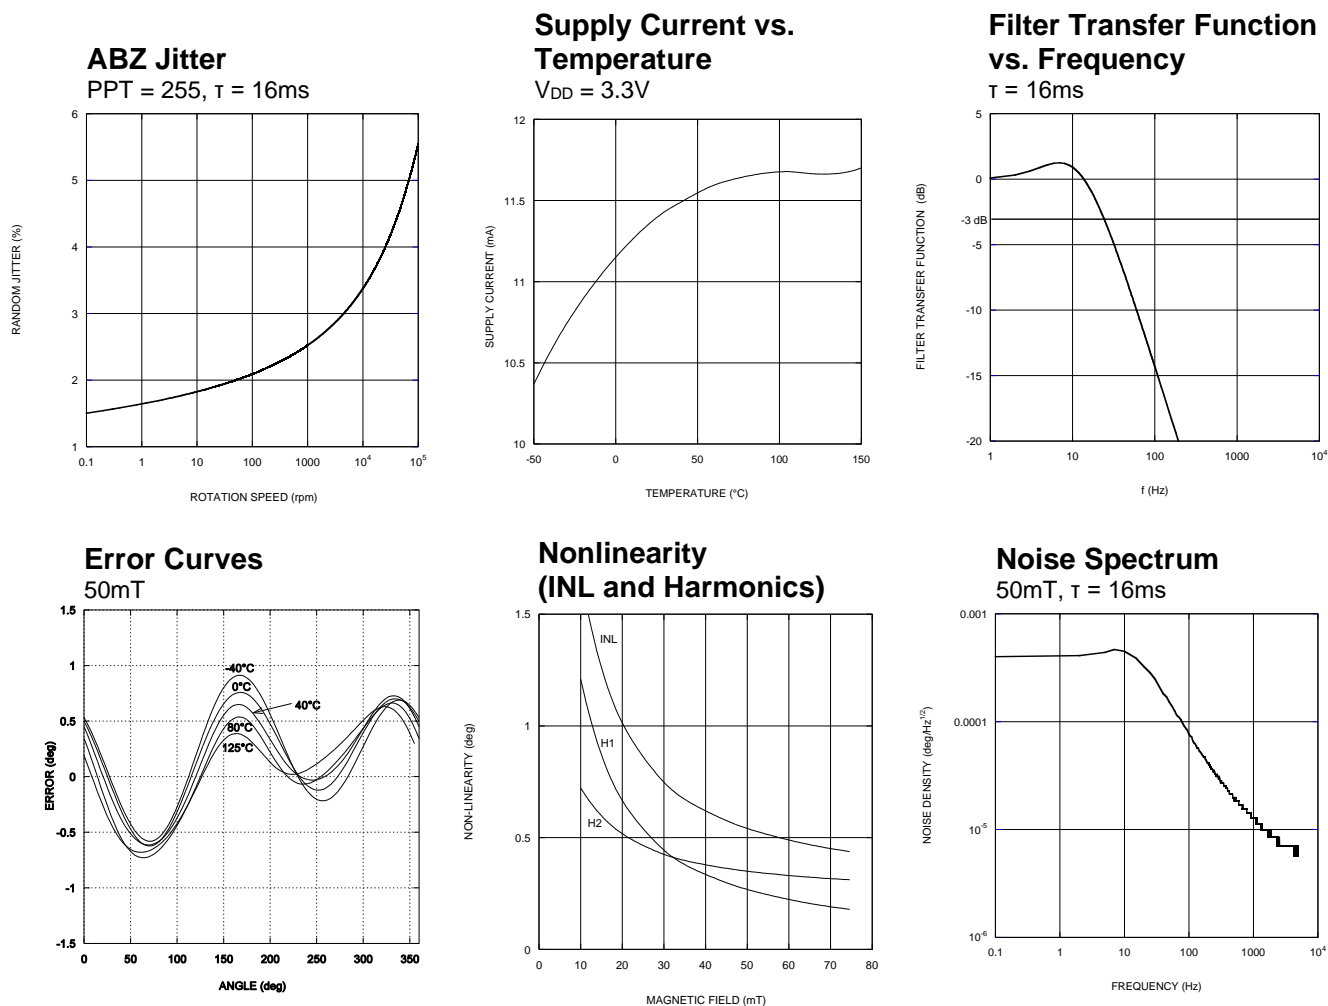 ABZ Jitter
PPT = 255, τ = 16ms
6
5
4
3
2
1
RANDOM JITTER (%)
0.1 1 10 100 1000 10⁴ 10⁵
ROTATION SPEED (rpm)
Supply Current vs.
Temperature
VDD = 3.3V
12
11.5
11
10.5
10
SUPPLY CURRENT (mA)
-50 0 50 100 150
TEMPERATURE (°C)
Filter Transfer Function
vs. Frequency
τ = 16ms
5
0
-3 dB
-5
-10
-15
-20
FILTER TRANSFER FUNCTION (dB)
1 10 100 1000 10⁴
f (Hz)
Error Curves
50mT
1.5
1
0.5
0
-0.5
-1
-1.5
ERROR (deg)
-40°C
0°C
40°C
80°C
125°C
0 50 100 150 200 250 300 350
ANGLE (deg)
Nonlinearity
(INL and Harmonics)
1.5
1
0.5
0
NON-LINEARITY (deg)
INL
H1
H2
0 10 20 30 40 50 60 70 80
MAGNETIC FIELD (mT)
Noise Spectrum
50mT, τ = 16ms
0.001
0.0001
10⁻⁵
10⁻⁶
NOISE DENSITY (deg/Hz¹ᐟ²)
0.1 1 10 100 1000 10⁴
FREQUENCY (Hz)